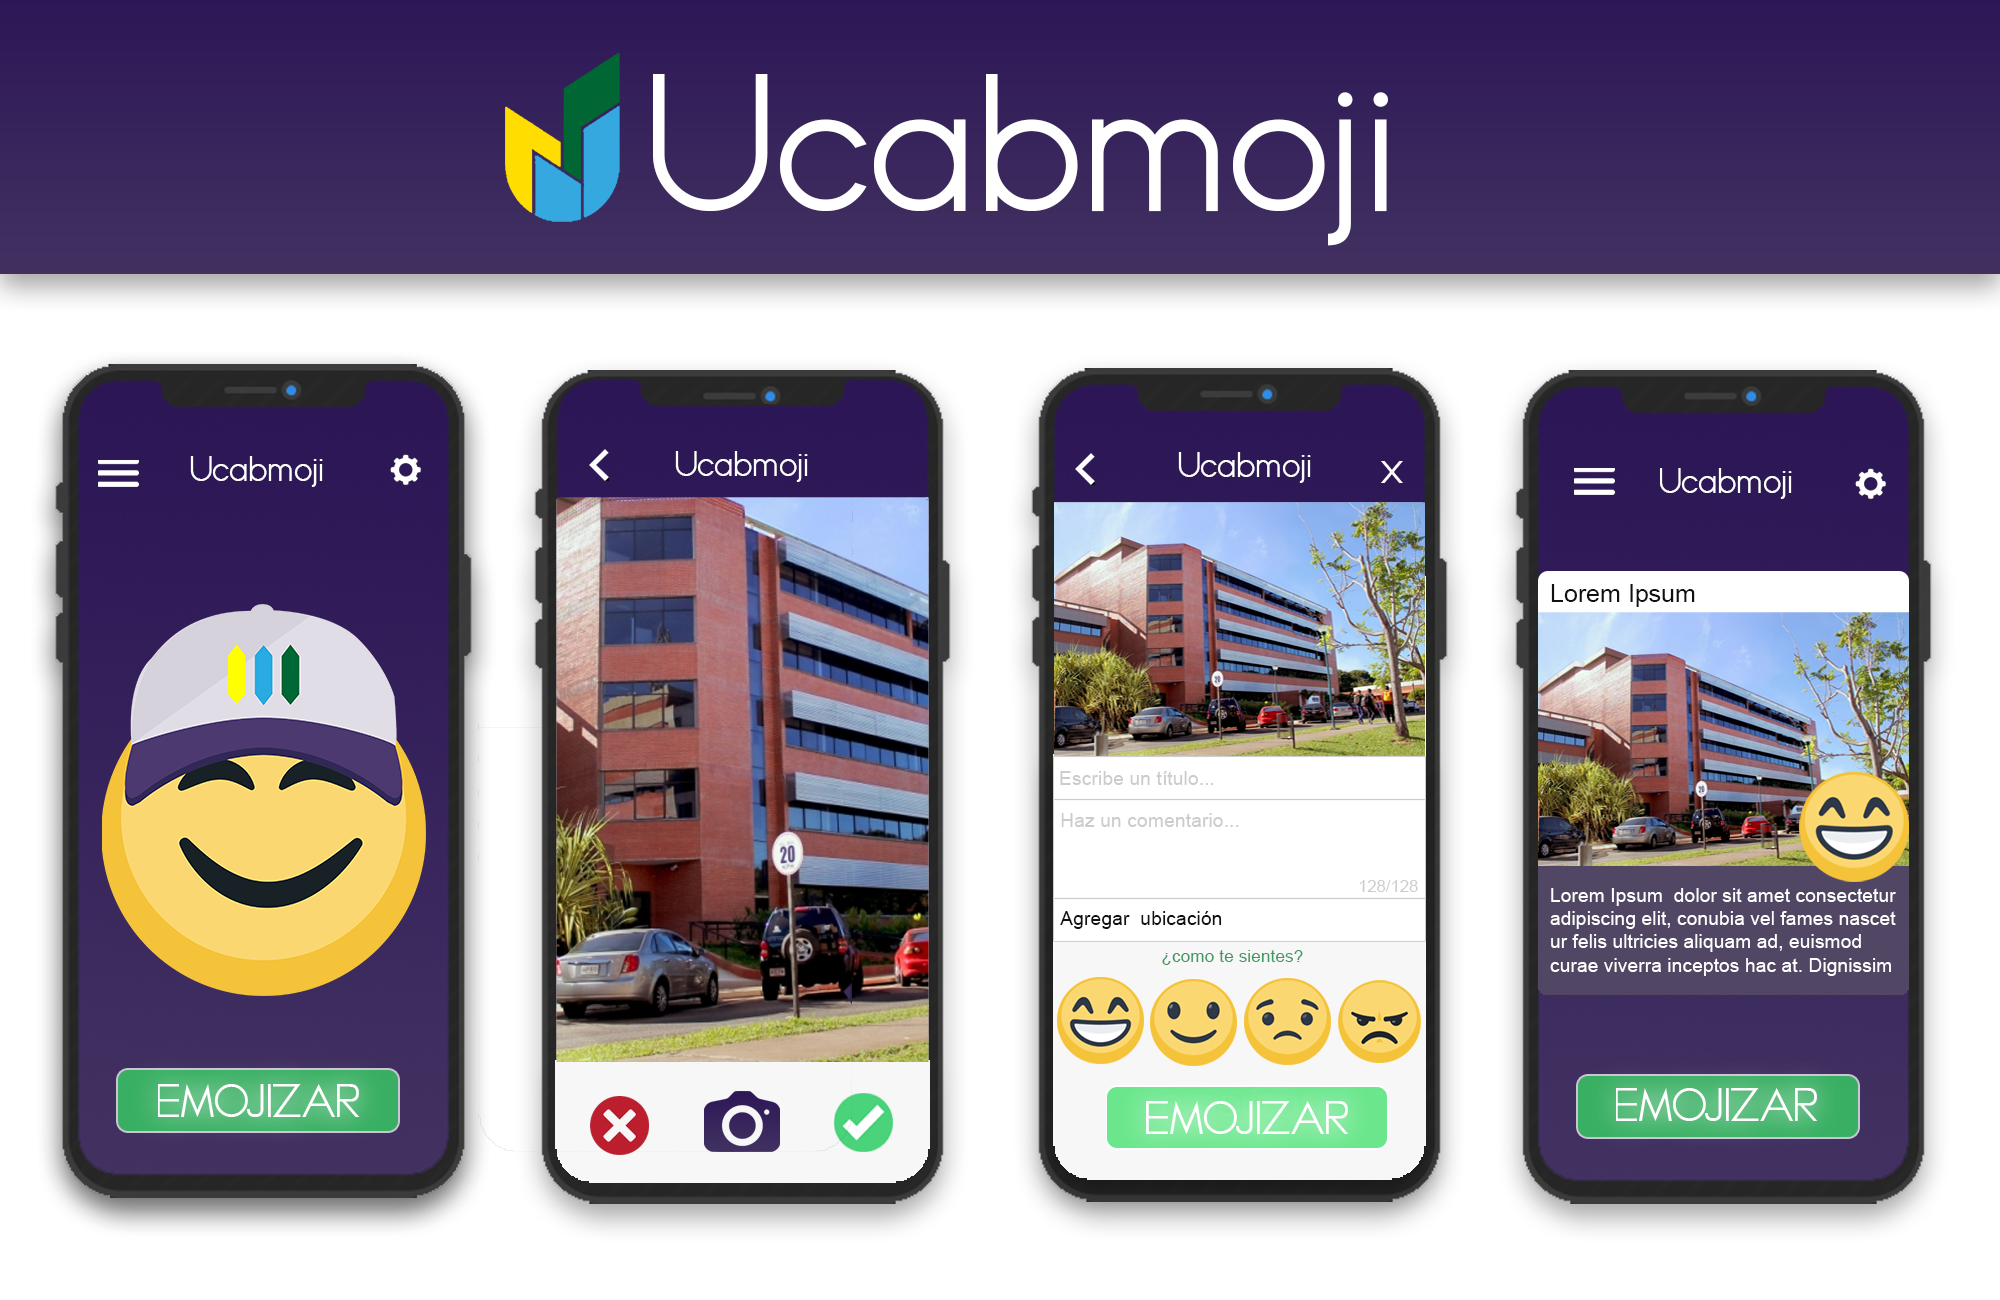 Ucabmoji
Ucabmoji
EMOJIZAR
Ucabmoji
20
Ucabmoji
X
20
Escribe un título...
Haz un comentario...
128/128
Agregar ubicación
¿como te sientes?
EMOJIZAR
Ucabmoji
Lorem Ipsum
20
Lorem Ipsum dolor sit amet consectetur
adipiscing elit, conubia vel fames nascet
ur felis ultricies aliquam ad, euismod
curae viverra inceptos hac at. Dignissim
EMOJIZAR